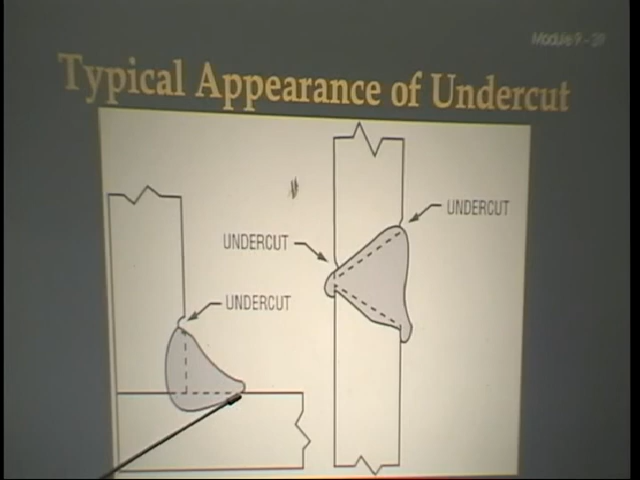 Module 9 - 39
Typical Appearance of Undercut
UNDERCUT
UNDERCUT
UNDERCUT